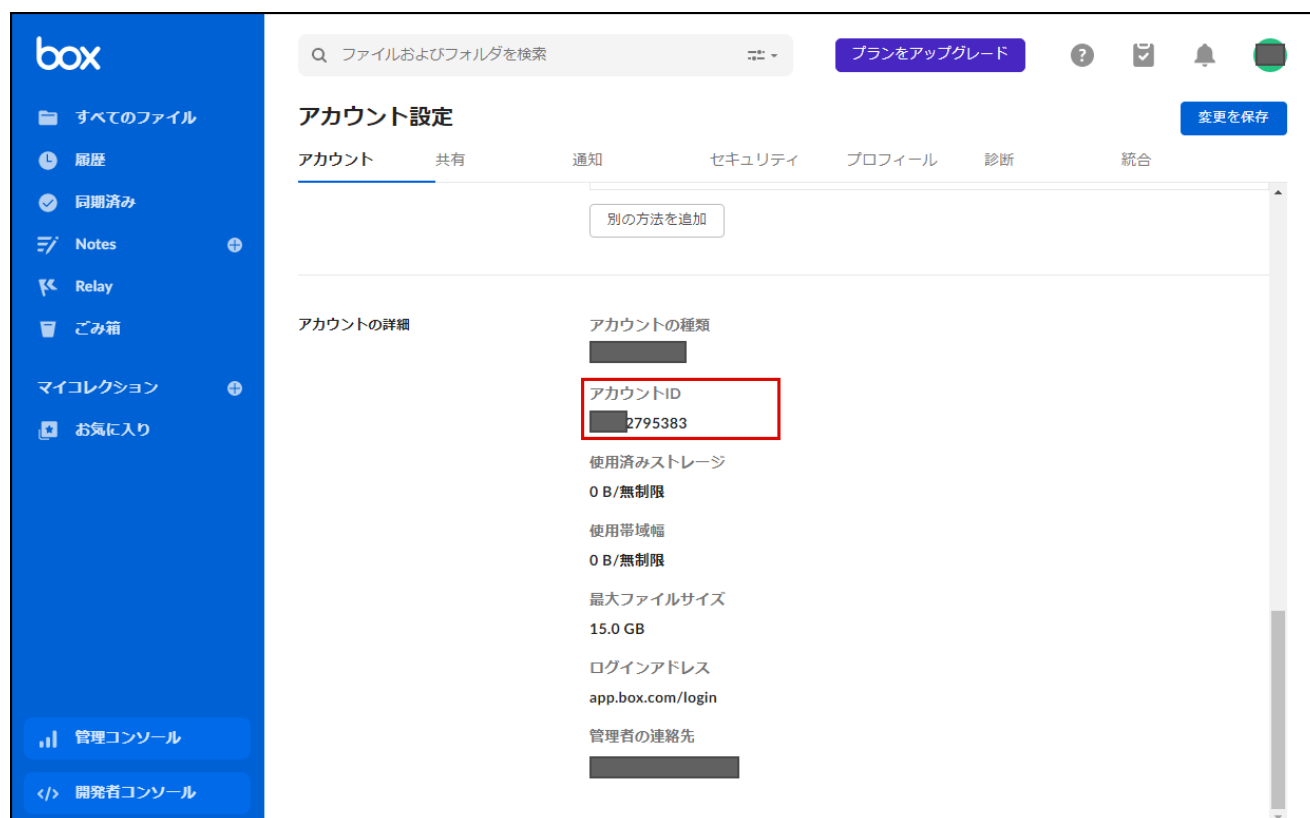 box
ファイルおよびフォルダを検索
プランをアップグレード
?
すべてのファイル
履歴
同期済み
Notes
Relay
ごみ箱
マイコレクション
お気に入り
管理コンソール
</> 開発者コンソール
アカウント設定
変更を保存
アカウント 共有 通知 セキュリティ プロフィール 診断 統合
別の方法を追加
アカウントの詳細
アカウントの種類
アカウントID
2795383
使用済みストレージ
0 B/無制限
使用帯域幅
0 B/無制限
最大ファイルサイズ
15.0 GB
ログインアドレス
app.box.com/login
管理者の連絡先